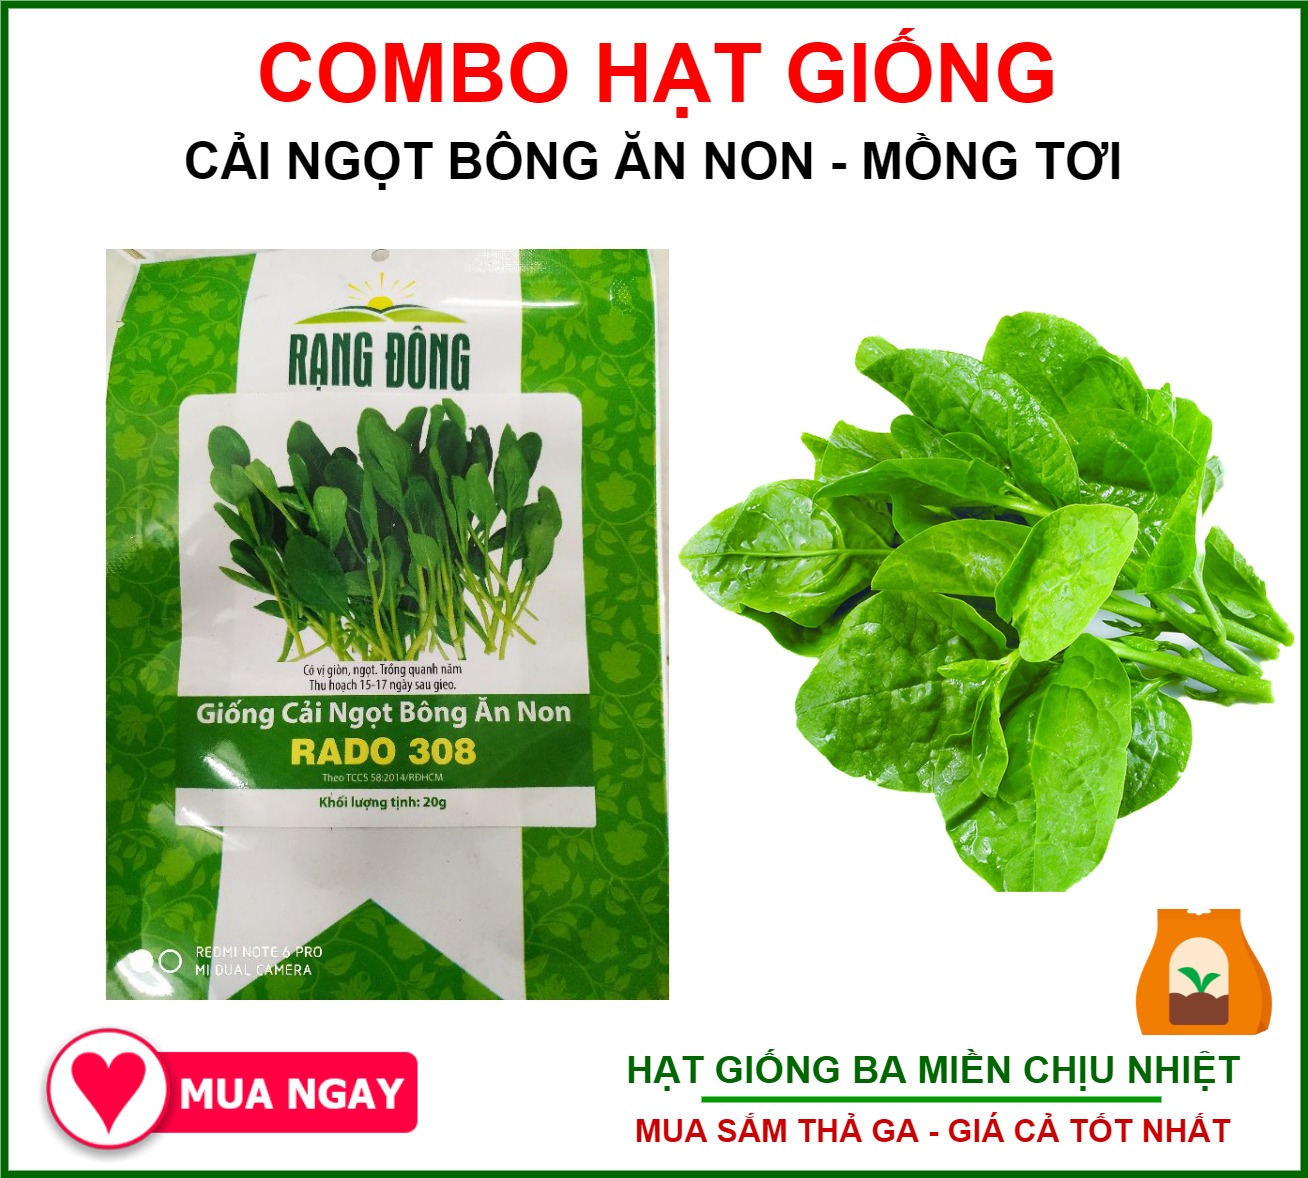 COMBO HẠT GIỐNG
CẢI NGỌT BÔNG ĂN NON - MỒNG TƠI
RẠNG ĐÔNG
Có vị giòn, ngọt. Trồng quanh năm
Thu hoạch 15-17 ngày sau gieo.
Giống Cải Ngọt Bông Ăn Non
RADO 308
Theo TCCS 58:2014/RĐHCM
Khối lượng tịnh: 20g
REDMI NOTE 6 PRO
MI DUAL CAMERA
MUA NGAY
HẠT GIỐNG BA MIỀN CHỊU NHIỆT
MUA SẮM THẢ GA - GIÁ CẢ TỐT NHẤT